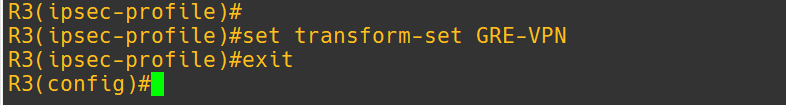 R3(ipsec-profile)#
R3(ipsec-profile)#set transform-set GRE-VPN
R3(ipsec-profile)#exit
R3(config)#